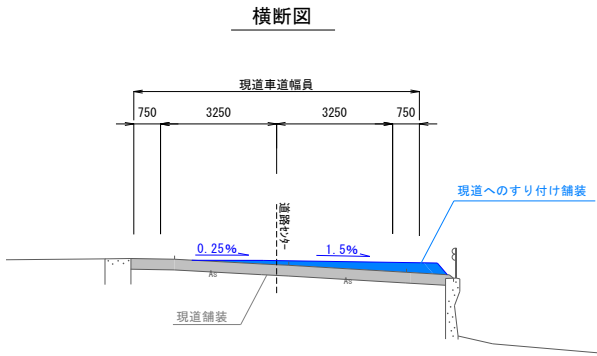 横断図
現道車道幅員
750
3250
3250
750
現道へのすり付け舗装
道路センター
0.25%
1.5%
As
As
現道舗装